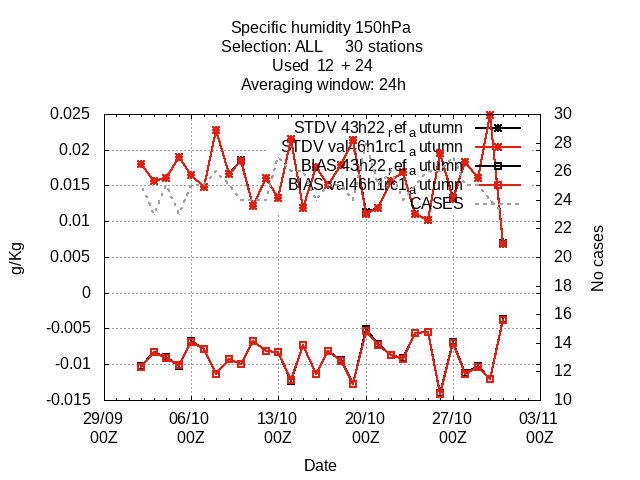 Specific humidity 150hPa
Selection: ALL 30 stations
Used 12 + 24
Averaging window: 24h
STDV 43h22_ref_autumn
STDV val46h1rc1_autumn
BIAS 43h22_ref_autumn
BIAS val46h1rc1_autumn
CASES
0.025
0.02
0.015
0.01
0.005
0
-0.005
-0.01
-0.015
30
28
26
24
22
20
18
16
14
12
10
g/Kg
No cases
29/09 06/10 13/10 20/10 27/10 03/11
00Z 00Z 00Z 00Z 00Z 00Z
Date